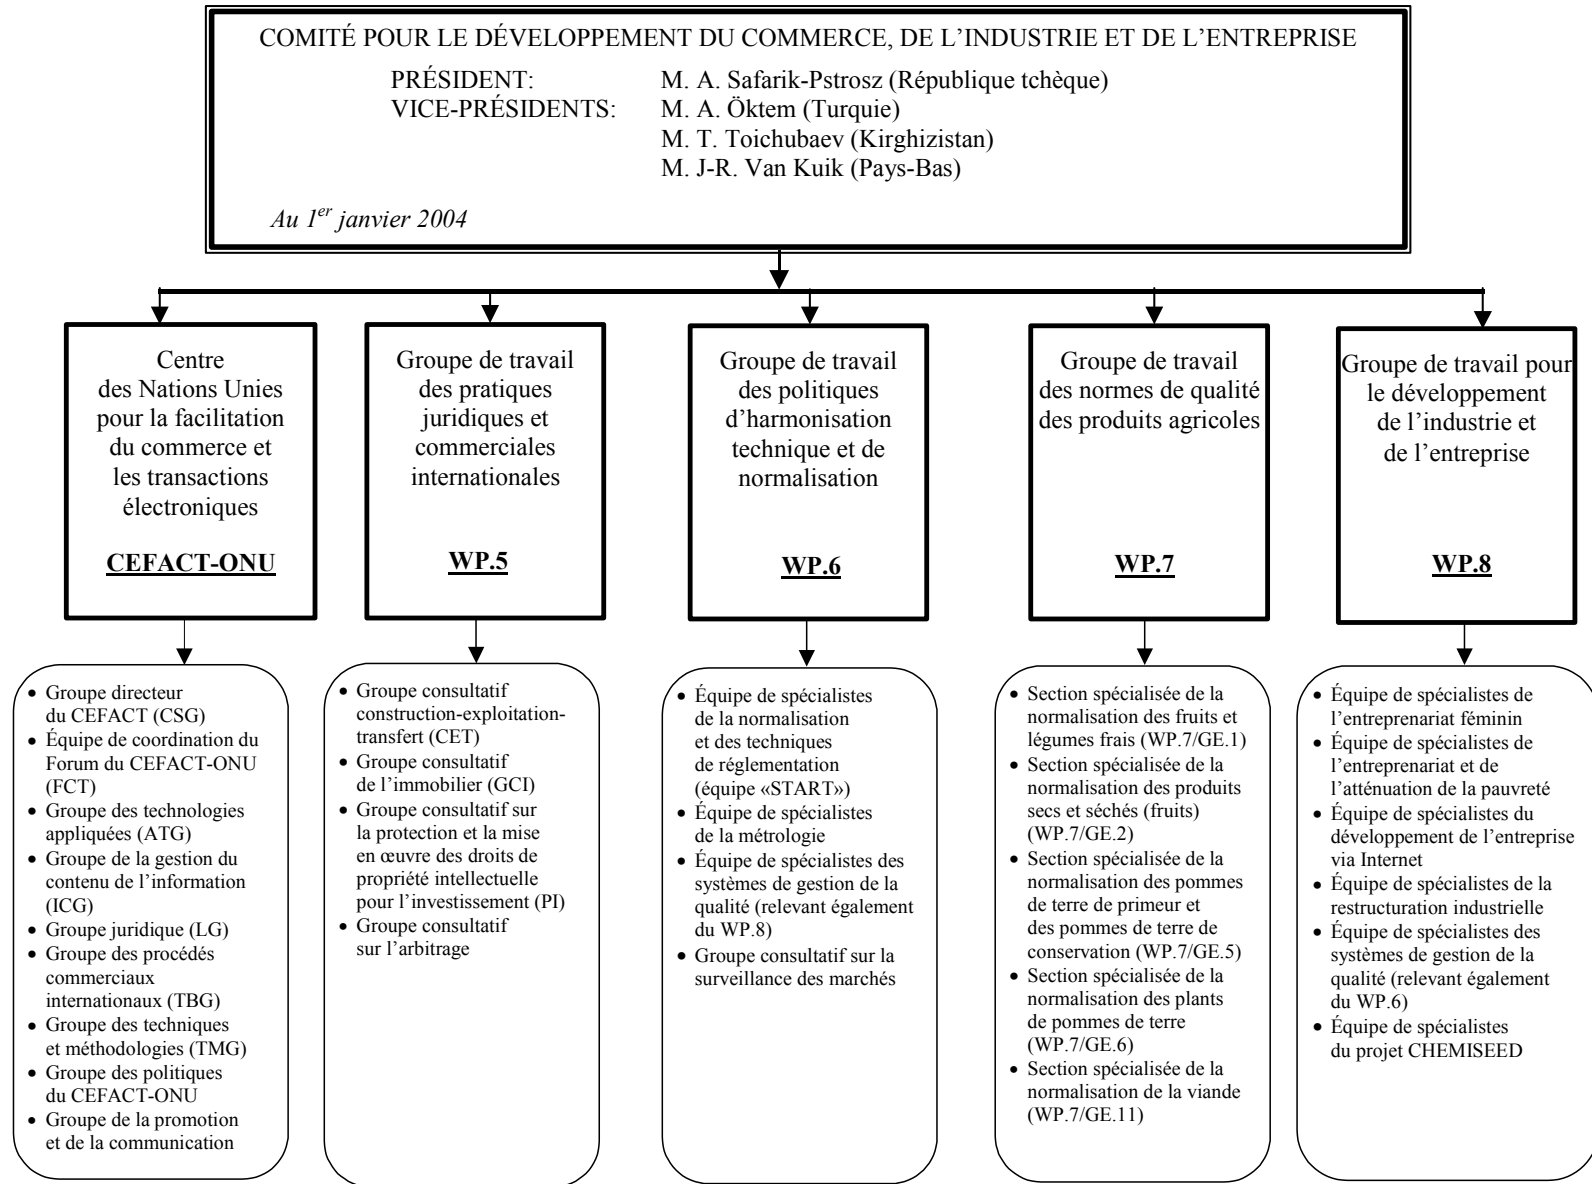 COMITÉ POUR LE DÉVELOPPEMENT DU COMMERCE, DE L’INDUSTRIE ET DE L’ENTREPRISE
PRÉSIDENT: M. A. Safarik-Pstrosz (République tchèque)
VICE-PRÉSIDENTS: M. A. Öktem (Turquie)
M. T. Toichubaev (Kirghizistan)
M. J-R. Van Kuik (Pays-Bas)
Au 1er janvier 2004
Centre
des Nations Unies
pour la facilitation
du commerce et
les transactions
électroniques
CEFACT-ONU
Groupe de travail
des pratiques
juridiques et
commerciales
internationales
WP.5
Groupe de travail
des politiques
d’harmonisation
technique et de
normalisation
WP.6
Groupe de travail
des normes de qualité
des produits agricoles
WP.7
Groupe de travail pour
le développement
de l’industrie et
de l’entreprise
WP.8
• Groupe directeur
du CEFACT (CSG)
• Équipe de coordination du
Forum du CEFACT-ONU
(FCT)
• Groupe des technologies
appliquées (ATG)
• Groupe de la gestion du
contenu de l’information
(ICG)
• Groupe juridique (LG)
• Groupe des procédés
commerciaux
internationaux (TBG)
• Groupe des techniques
et méthodologies (TMG)
• Groupe des politiques
du CEFACT-ONU
• Groupe de la promotion
et de la communication
• Groupe consultatif
construction-exploitation-
transfert (CET)
• Groupe consultatif
de l’immobilier (GCI)
• Groupe consultatif sur
la protection et la mise
en œuvre des droits de
propriété intellectuelle
pour l’investissement (PI)
• Groupe consultatif
sur l’arbitrage
• Équipe de spécialistes
de la normalisation
et des techniques
de réglementation
(équipe «START»)
• Équipe de spécialistes
de la métrologie
• Équipe de spécialistes des
systèmes de gestion de la
qualité (relevant également
du WP.8)
• Groupe consultatif sur la
surveillance des marchés
• Section spécialisée de la
normalisation des fruits et
légumes frais (WP.7/GE.1)
• Section spécialisée de la
normalisation des produits
secs et séchés (fruits)
(WP.7/GE.2)
• Section spécialisée de la
normalisation des pommes
de terre de primeur et
des pommes de terre de
conservation (WP.7/GE.5)
• Section spécialisée de la
normalisation des plants
de pommes de terre
(WP.7/GE.6)
• Section spécialisée de la
normalisation de la viande
(WP.7/GE.11)
• Équipe de spécialistes de
l’entreprenariat féminin
• Équipe de spécialistes de
l’entreprenariat et de
l’atténuation de la pauvreté
• Équipe de spécialistes du
développement de l’entreprise
via Internet
• Équipe de spécialistes de la
restructuration industrielle
• Équipe de spécialistes des
systèmes de gestion de la
qualité (relevant également
du WP.6)
• Équipe de spécialistes
du projet CHEMISEED